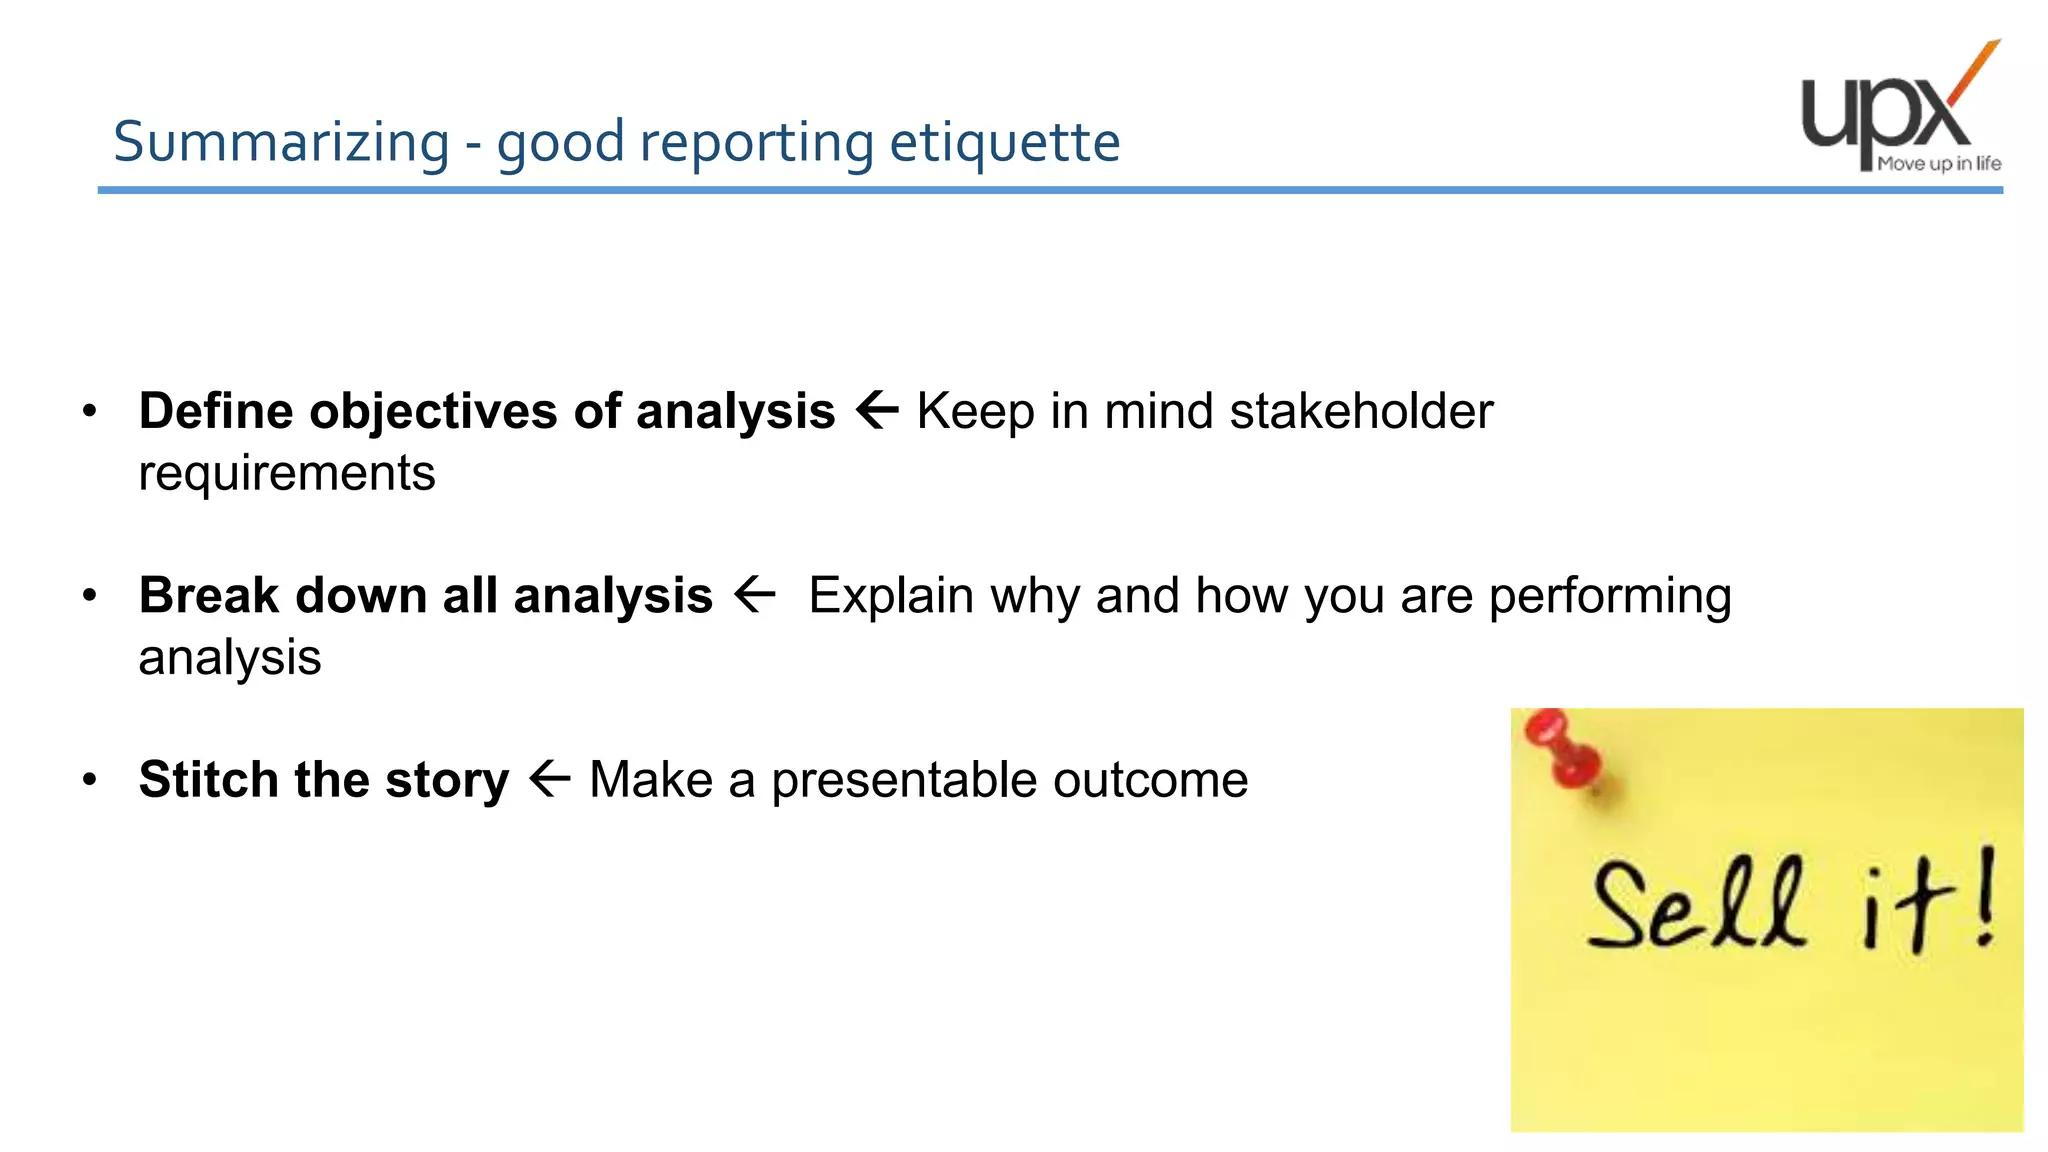 upx
Move up in life
Summarizing - good reporting etiquette
• Define objectives of analysis ← Keep in mind stakeholder
requirements
• Break down all analysis ← Explain why and how you are performing
analysis
• Stitch the story ← Make a presentable outcome
Sell it!